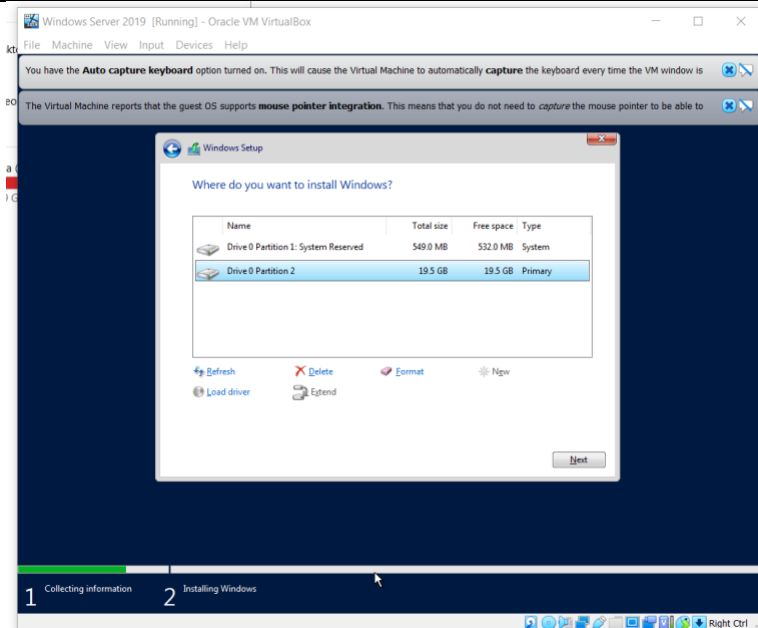 Windows Server 2019 [Running] - Oracle VM VirtualBox
File Machine View Input Devices Help
You have the Auto capture keyboard option turned on. This will cause the Virtual Machine to automatically capture the keyboard every time the VM window is
The Virtual Machine reports that the guest OS supports mouse pointer integration. This means that you do not need to capture the mouse pointer to be able to
Windows Setup
Where do you want to install Windows?
Name Total size Free space Type
Drive 0 Partition 1: System Reserved 549.0 MB 532.0 MB System
Drive 0 Partition 2 19.5 GB 19.5 GB Primary
Refresh Delete Format New
Load driver Extend
Next
1 Collecting information 2 Installing Windows
Right Ctrl